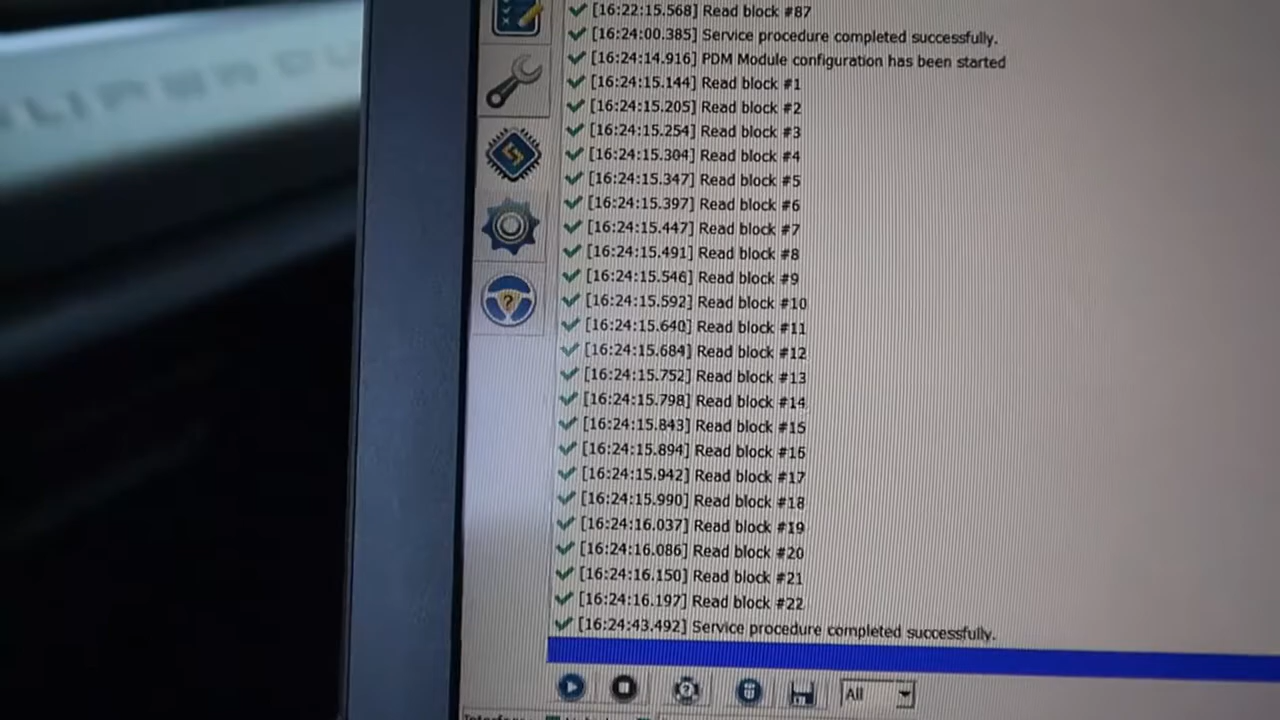 [16:22:15.568] Read block #87
[16:24:00.385] Service procedure completed successfully.
[16:24:14.916] PDM Module configuration has been started
[16:24:15.144] Read block #1
[16:24:15.205] Read block #2
[16:24:15.254] Read block #3
[16:24:15.304] Read block #4
[16:24:15.347] Read block #5
[16:24:15.397] Read block #6
[16:24:15.447] Read block #7
[16:24:15.491] Read block #8
[16:24:15.546] Read block #9
[16:24:15.592] Read block #10
[16:24:15.640] Read block #11
[16:24:15.684] Read block #12
[16:24:15.752] Read block #13
[16:24:15.798] Read block #14
[16:24:15.843] Read block #15
[16:24:15.894] Read block #16
[16:24:15.942] Read block #17
[16:24:15.990] Read block #18
[16:24:16.037] Read block #19
[16:24:16.086] Read block #20
[16:24:16.150] Read block #21
[16:24:16.197] Read block #22
[16:24:43.492] Service procedure completed successfully.
All